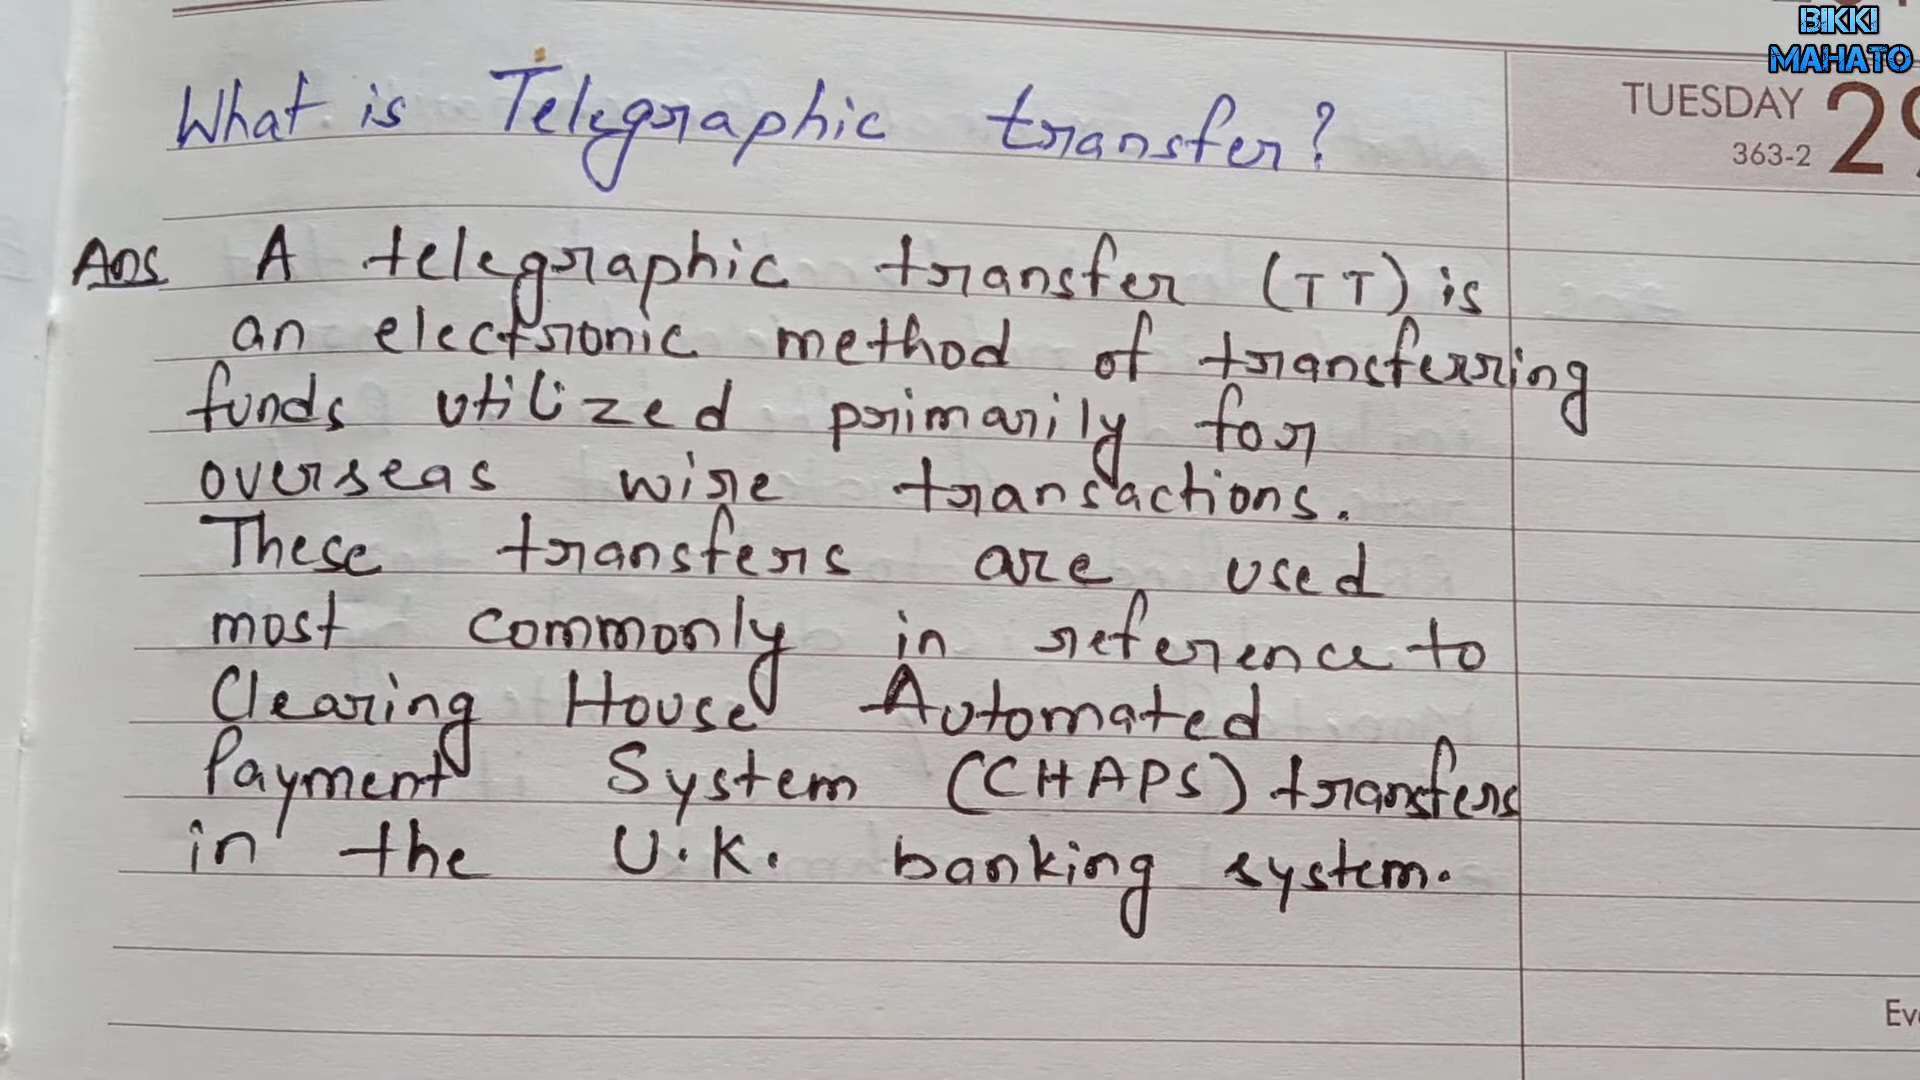 BIKKI
MAHATO
TUESDAY 29
363-2
What is Telegraphic transfer?
Ans A telegraphic transfer (TT) is
an electronic method of transferring
funds utilized primarily for
overseas wire transactions.
These transfers are used
most commonly in reference to
Clearing House Automated
Payment System (CHAPS) transfers
in the U.K. banking system.